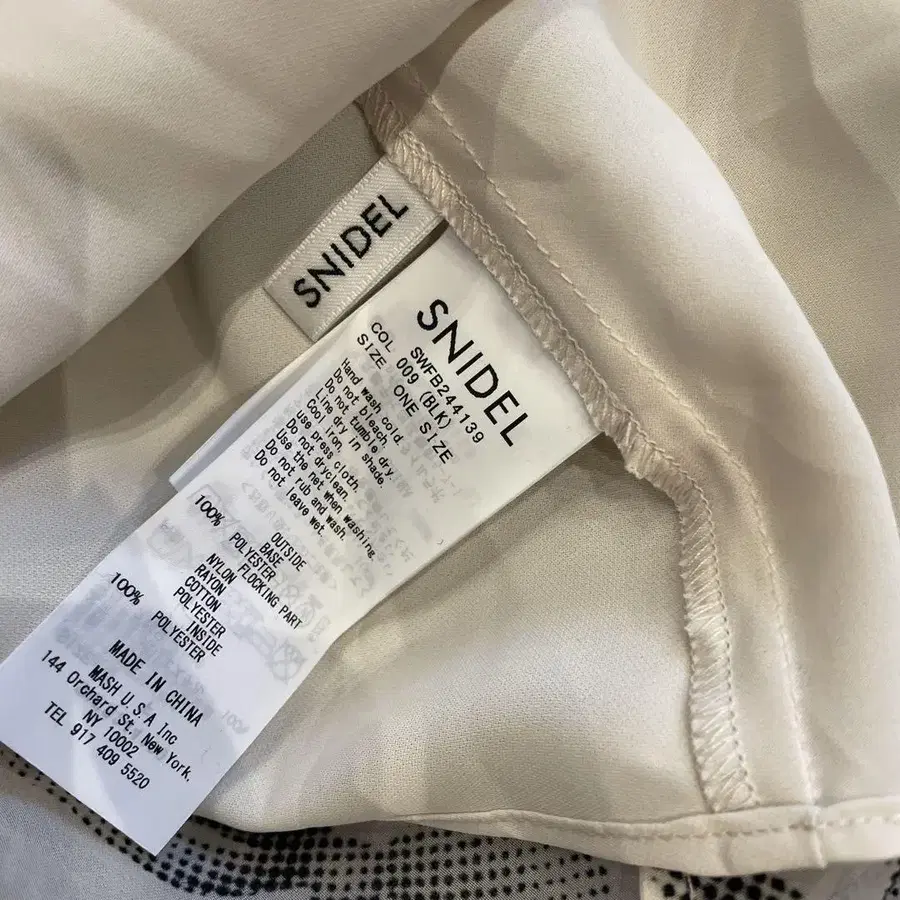 SNIDEL
SNIDEL
SWFB244139
COL 009 (BLK)
SIZE ONE SIZE
Hand wash cold.
Do not bleach.
Do not tumble dry.
Line dry in shade.
Cool iron,
use press cloth.
Do not dryclean.
Use the net when washing.
Do not rub and wash.
Do not leave wet.
OUTSIDE
BASE
100% POLYESTER
FLOCKING PART
NYLON
RAYON
COTTON
POLYESTER
INSIDE
100% POLYESTER
MADE IN CHINA
MASH U.S.A Inc
144 Orchard St. New York.
NY 10002
TEL 917 409 5520